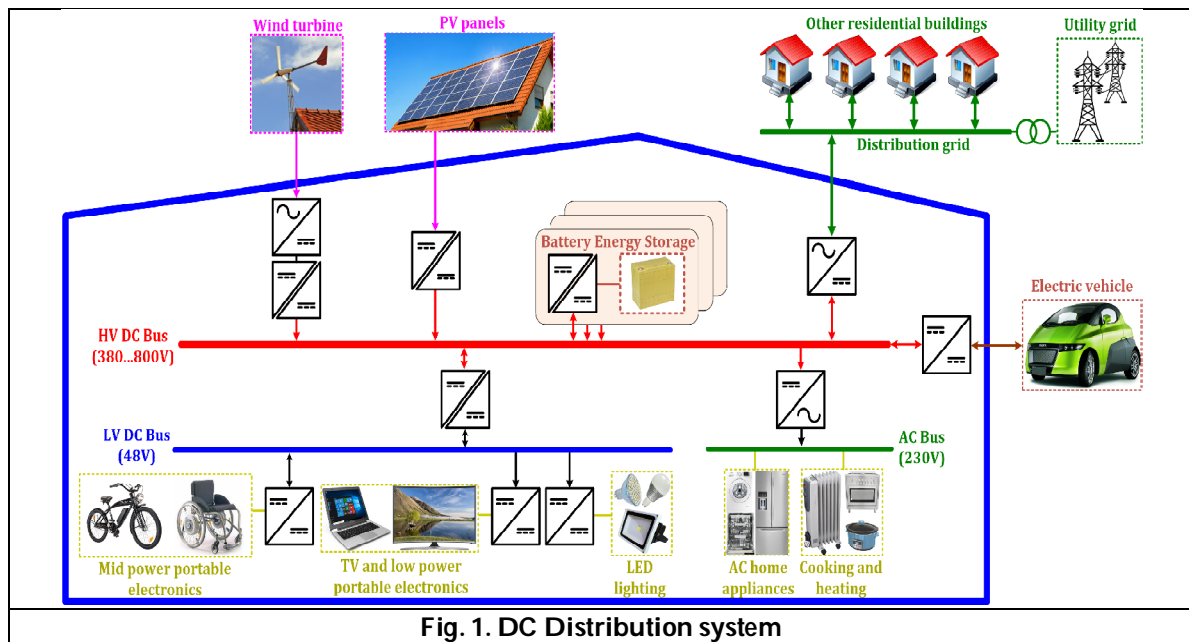 Wind turbine
PV panels
Other residential buildings
Utility grid
Distribution grid
Battery Energy Storage
Electric vehicle
HV DC Bus
(380...800V)
LV DC Bus
(48V)
AC Bus
(230V)
Mid power portable
electronics
TV and low power
portable electronics
LED
lighting
AC home
appliances
Cooking and
heating
Fig. 1. DC Distribution system